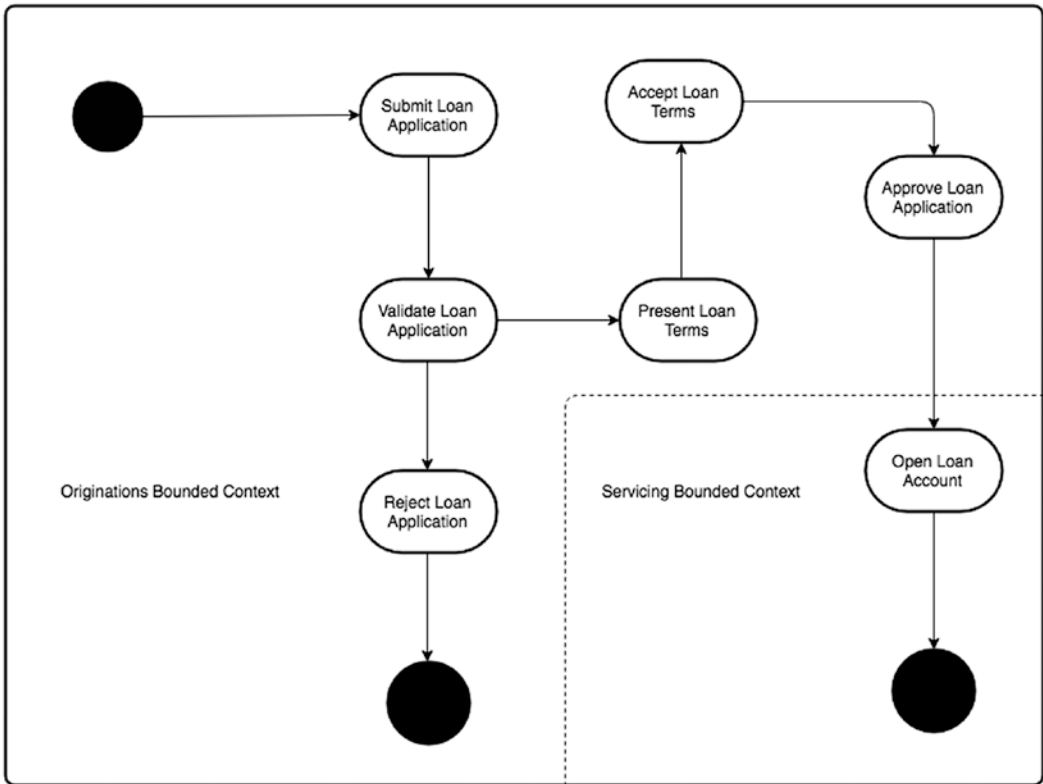 Submit Loan
Application
Accept Loan
Terms
Approve Loan
Application
Validate Loan
Application
Present Loan
Terms
Open Loan
Account
Originations Bounded Context
Reject Loan
Application
Servicing Bounded Context